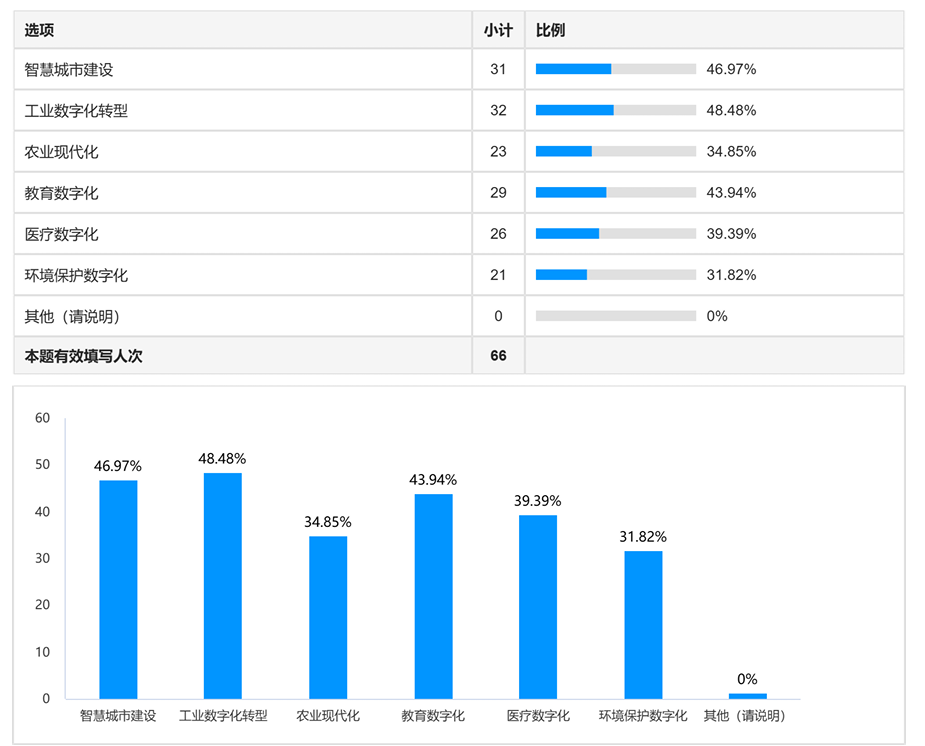 选项 小计 比例
智慧城市建设 31 46.97%
工业数字化转型 32 48.48%
农业现代化 23 34.85%
教育数字化 29 43.94%
医疗数字化 26 39.39%
环境保护数字化 21 31.82%
其他（请说明） 0 0%
本题有效填写人次 66
60
50
40
30
20
10
0
46.97%
48.48%
34.85%
43.94%
39.39%
31.82%
0%
智慧城市建设 工业数字化转型 农业现代化 教育数字化 医疗数字化 环境保护数字化 其他（请说明）